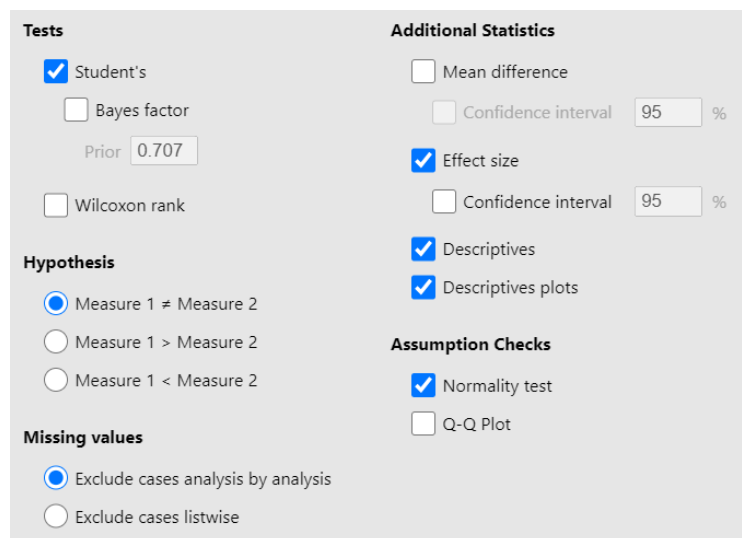 Tests
Student's
Bayes factor
Prior 0.707
Wilcoxon rank
Hypothesis
Measure 1 ≠ Measure 2
Measure 1 > Measure 2
Measure 1 < Measure 2
Missing values
Exclude cases analysis by analysis
Exclude cases listwise
Additional Statistics
Mean difference
Confidence interval 95 %
Effect size
Confidence interval 95 %
Descriptives
Descriptives plots
Assumption Checks
Normality test
Q-Q Plot